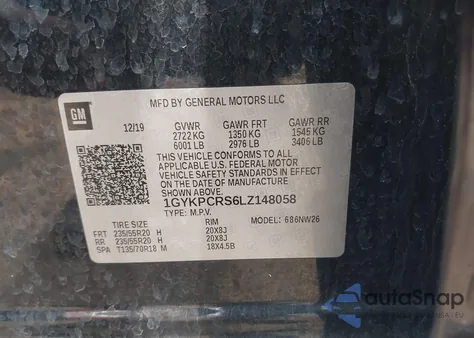 MFD BY GENERAL MOTORS LLC
GM
12/19 GVWR GAWR FRT GAWR RR
2722 KG 1350 KG 1545 KG
6001 LB 2976 LB 3406 LB
THIS VEHICLE CONFORMS TO ALL
APPLICABLE U.S. FEDERAL MOTOR
VEHICLE SAFETY STANDARDS IN EFFECT
ON THE DATE OF MANUFACTURE SHOWN ABOVE.
1GYKPCRS6LZ148058
TYPE: M.P.V. MODEL: 6NW26
TIRE SIZE RIM
FRT 235/55R20 H 20X8J
RR 235/55R20 H 20X8J
SPA T135/70R18 M 18X4.5B
autoSnap